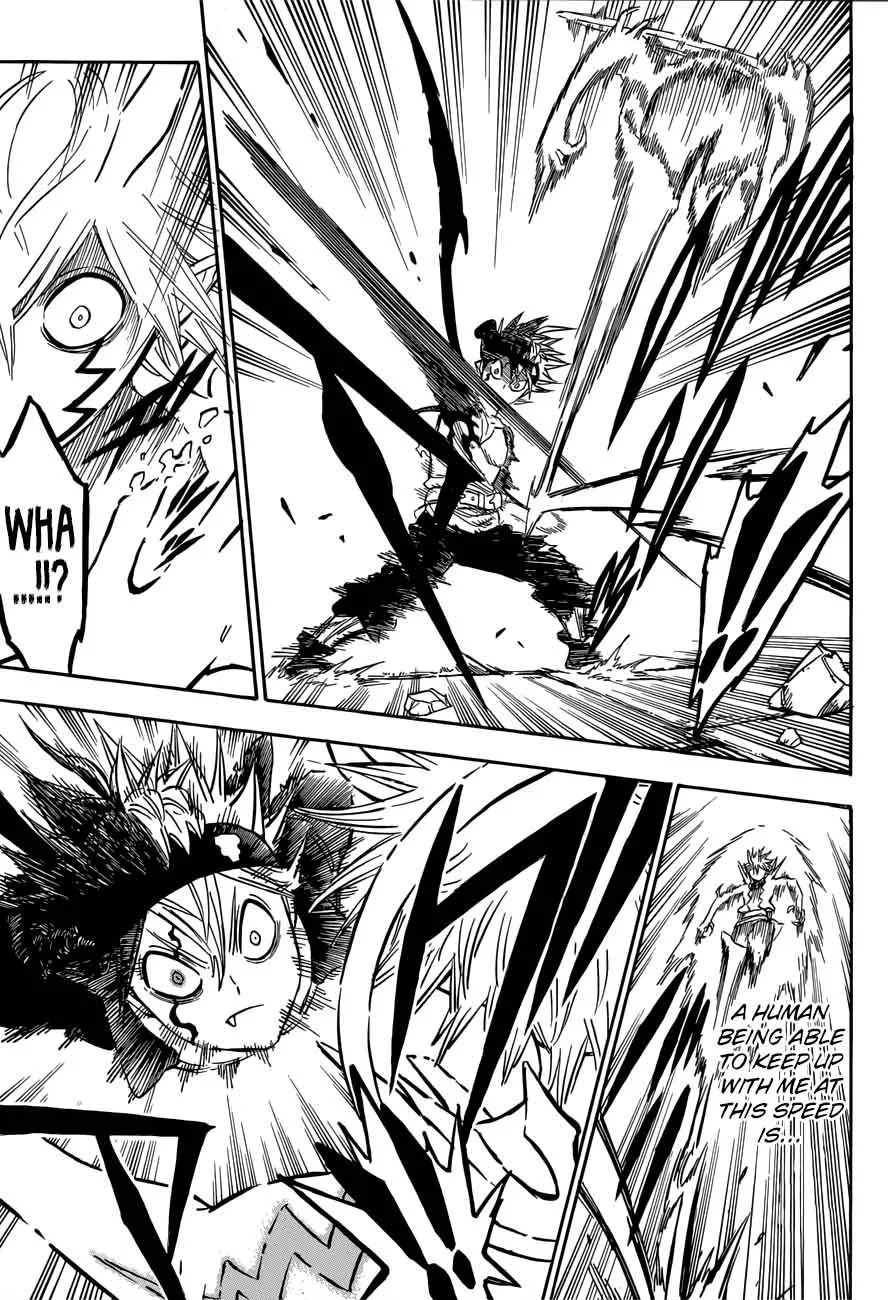 WHA
!!?
A HUMAN
BEING ABLE
TO KEEP UP
WITH ME AT
THIS SPEED
IS...